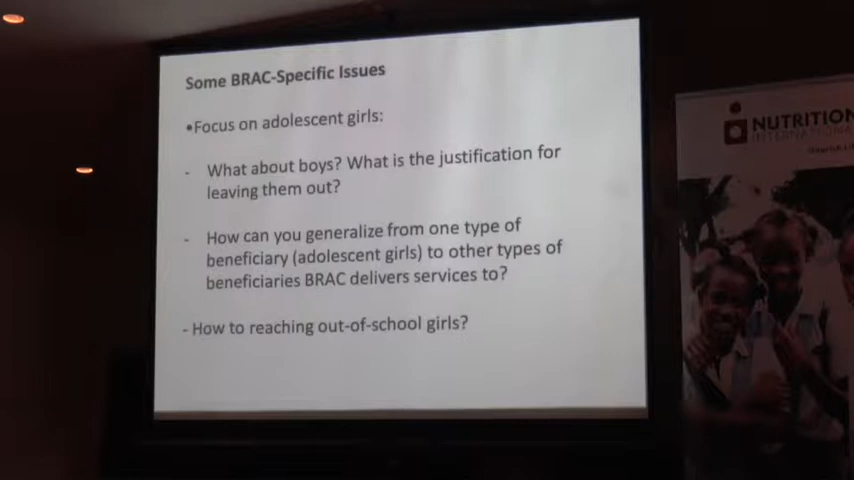 Some BRAC-Specific Issues
•Focus on adolescent girls:
- What about boys? What is the justification for
leaving them out?
- How can you generalize from one type of
beneficiary (adolescent girls) to other types of
beneficiaries BRAC delivers services to?
- How to reaching out-of-school girls?
NUTRITION